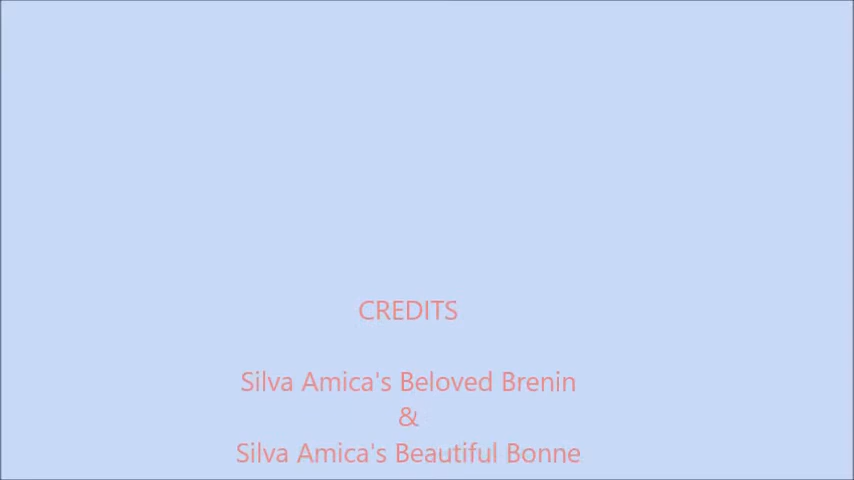 CREDITS
Silva Amica's Beloved Brenin
&
Silva Amica's Beautiful Bonne